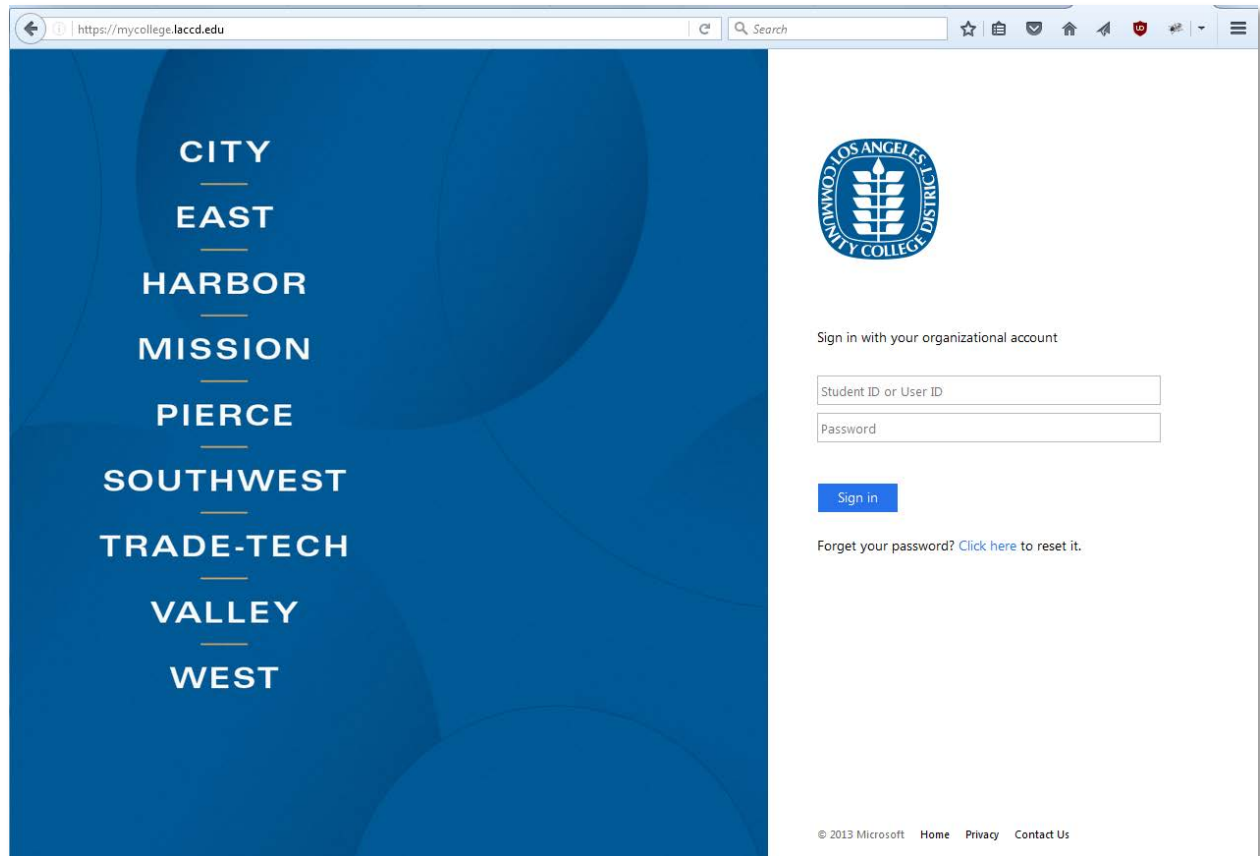 https://mycollege.laccd.edu
Search
CITY
EAST
HARBOR
MISSION
PIERCE
SOUTHWEST
TRADE-TECH
VALLEY
WEST
LOS ANGELES COMMUNITY COLLEGE DISTRICT
Sign in with your organizational account
Student ID or User ID
Password
Sign in
Forget your password? Click here to reset it.
© 2013 Microsoft Home Privacy Contact Us